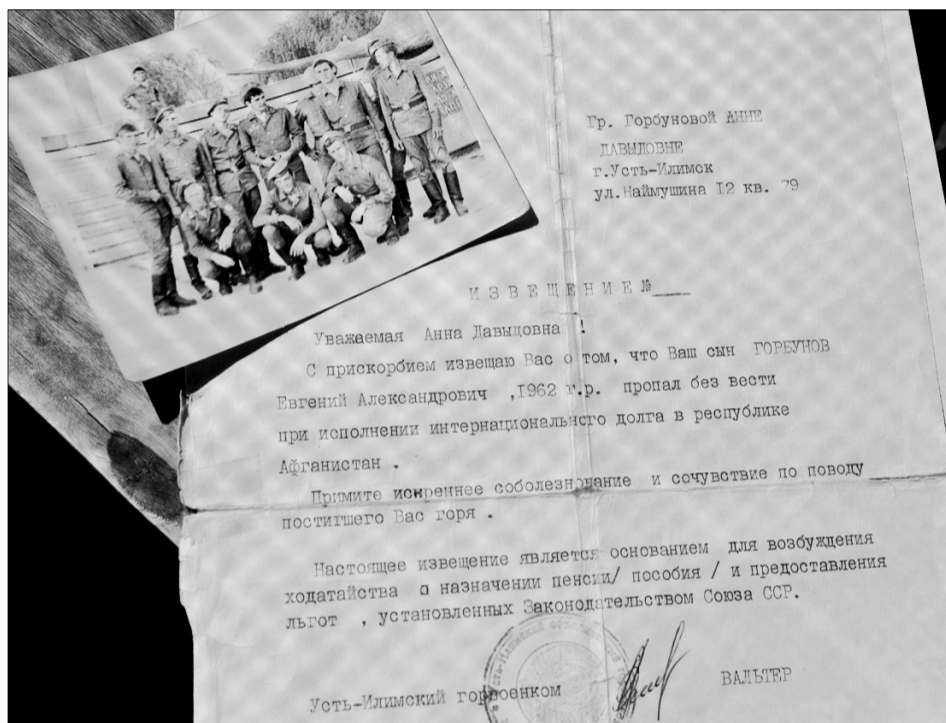 Гр. Горбуновой АННЕ
ДАВЫДОВНЕ
г.Усть-Илимск
ул.Наймушина I2 кв. 79
И З В Е Щ Е Н И Е №____
Уважаемая Анна Давыдовна !
С прискорбием извещаю Вас о том, что Ваш сын ГОРБУНОВ
Евгений Александрович ,I962 г.р. пропал без вести
при исполнении интернационального долга в республике
Афганистан .
Примите искреннее соболезнование и сочувствие по поводу
постигшего Вас горя .
Настоящее извещение является основанием для возбуждения
ходатайства о назначении пенсии/ пособия / и предоставления
льгот , установленных Законодательством Союза ССР.
Усть-Илимский горвоенком ВАЛЬТЕР